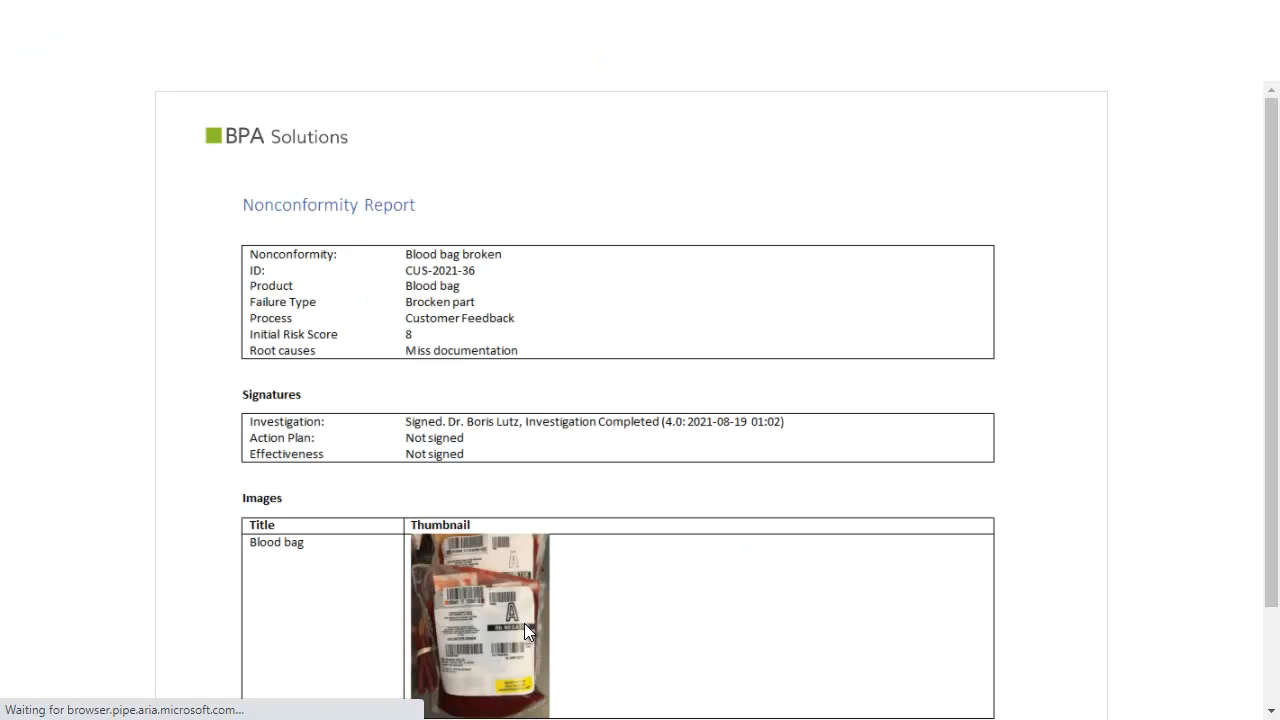 BPA Solutions
Nonconformity Report
Nonconformity: Blood bag broken
ID: CUS-2021-36
Product Blood bag
Failure Type Brocken part
Process Customer Feedback
Initial Risk Score 8
Root causes Miss documentation
Signatures
Investigation: Signed. Dr. Boris Lutz, Investigation Completed (4.0: 2021-08-19 01:02)
Action Plan: Not signed
Effectiveness Not signed
Images
Title Thumbnail
Blood bag
A
Waiting for browser.pipe.aria.microsoft.com...